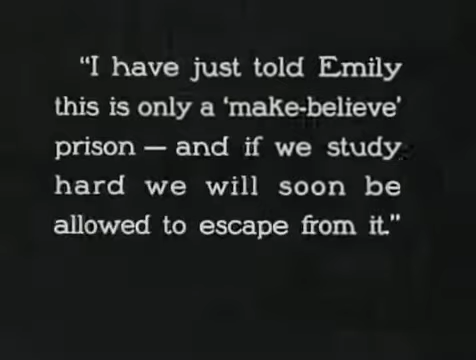 "I have just told Emily
this is only a 'make-believe'
prison — and if we study
hard we will soon be
allowed to escape from it."